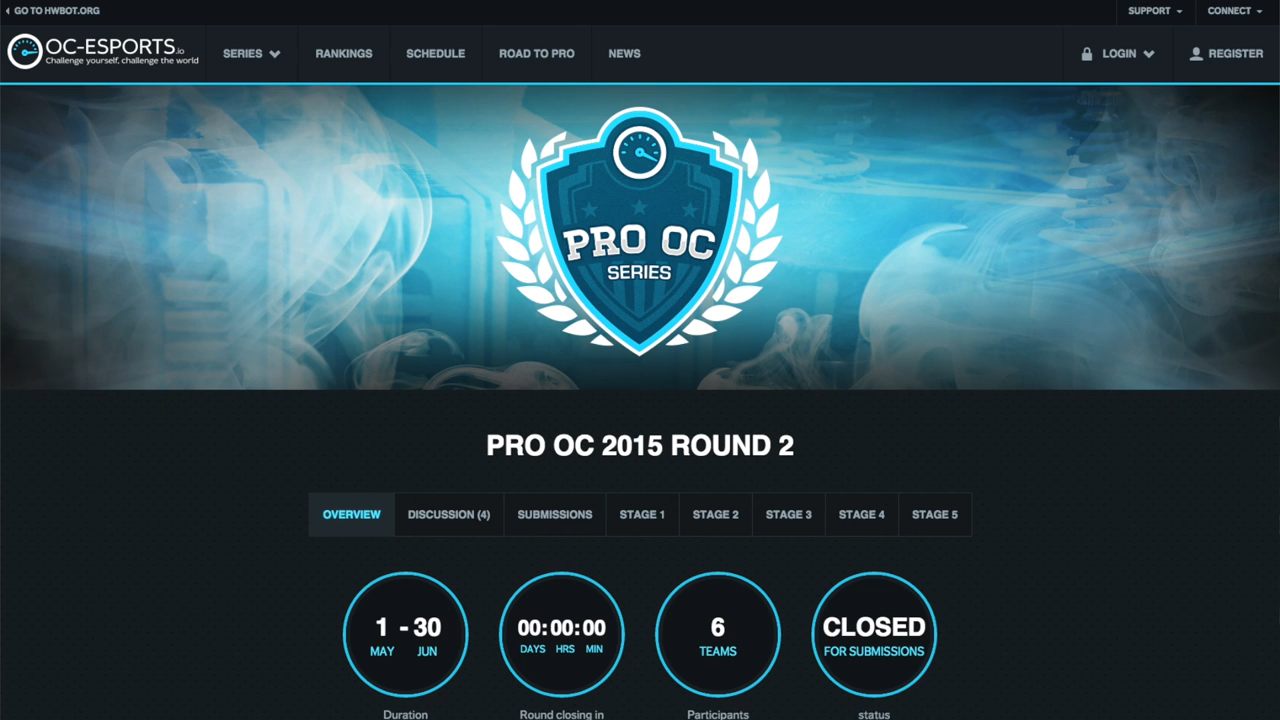 GO TO HWBOT.ORG
SUPPORT
CONNECT
OC-ESPORTS.io
Challenge yourself, challenge the world
SERIES
RANKINGS
SCHEDULE
ROAD TO PRO
NEWS
LOGIN
REGISTER
PRO OC
SERIES
PRO OC 2015 ROUND 2
OVERVIEW
DISCUSSION (4)
SUBMISSIONS
STAGE 1
STAGE 2
STAGE 3
STAGE 4
STAGE 5
1 - 30
MAY JUN
Duration
00:00:00
DAYS HRS MIN
Round closing in
6
TEAMS
Participants
CLOSED
FOR SUBMISSIONS
status